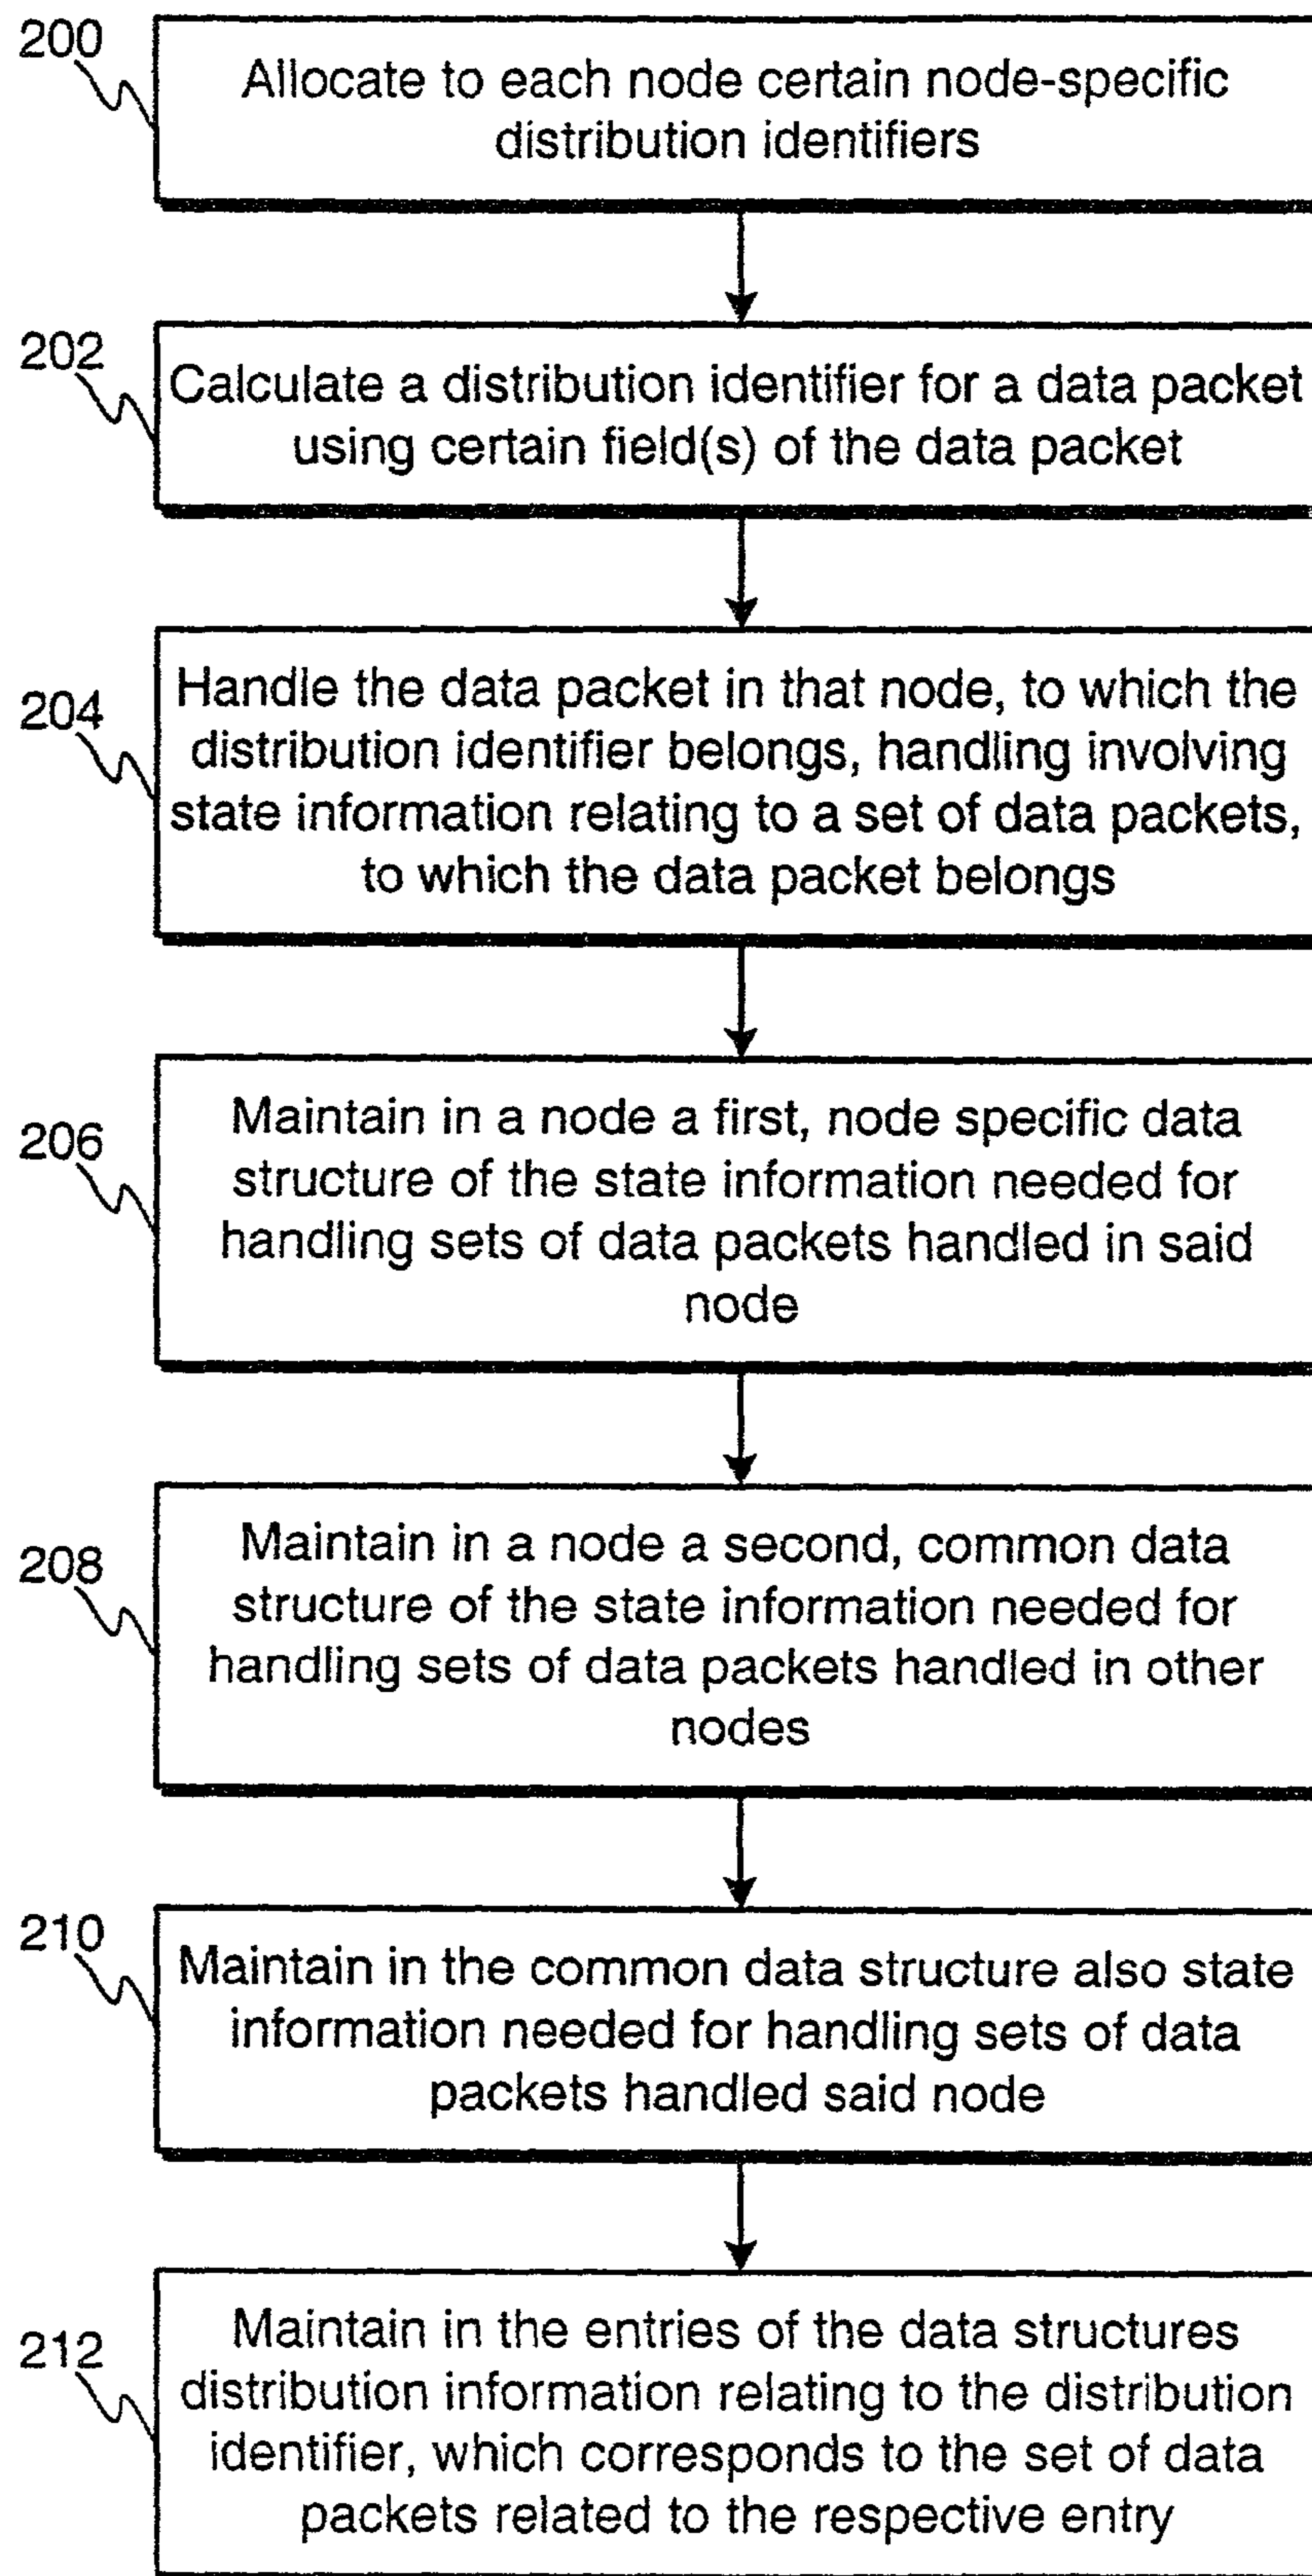 200
Allocate to each node certain node-specific
distribution identifiers
202
Calculate a distribution identifier for a data packet
using certain field(s) of the data packet
204
Handle the data packet in that node, to which the
distribution identifier belongs, handling involving
state information relating to a set of data packets,
to which the data packet belongs
206
Maintain in a node a first, node specific data
structure of the state information needed for
handling sets of data packets handled in said
node
208
Maintain in a node a second, common data
structure of the state information needed for
handling sets of data packets handled in other
nodes
210
Maintain in the common data structure also state
information needed for handling sets of data
packets handled said node
212
Maintain in the entries of the data structures
distribution information relating to the distribution
identifier, which corresponds to the set of data
packets related to the respective entry